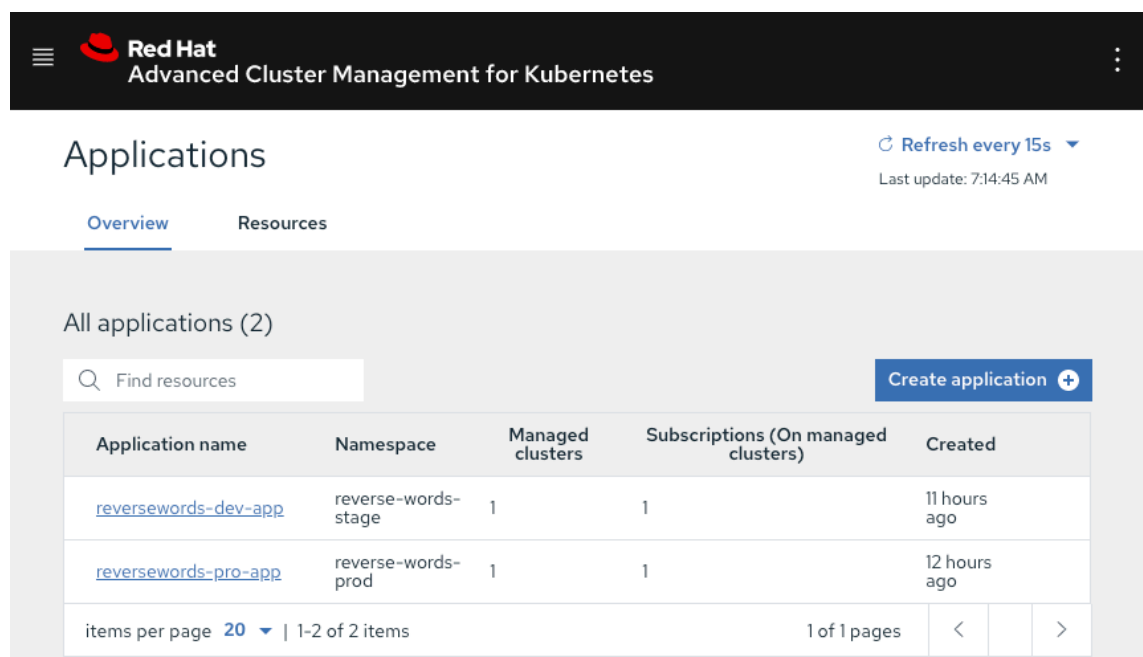 Red Hat
Advanced Cluster Management for Kubernetes
Applications
Refresh every 15s
Last update: 7:14:45 AM
Overview Resources
All applications (2)
Find resources
Create application
Application name Namespace Managed clusters Subscriptions (On managed clusters) Created
reversewords-dev-app reverse-words-stage 1 1 11 hours ago
reversewords-pro-app reverse-words-prod 1 1 12 hours ago
items per page 20 | 1-2 of 2 items 1 of 1 pages